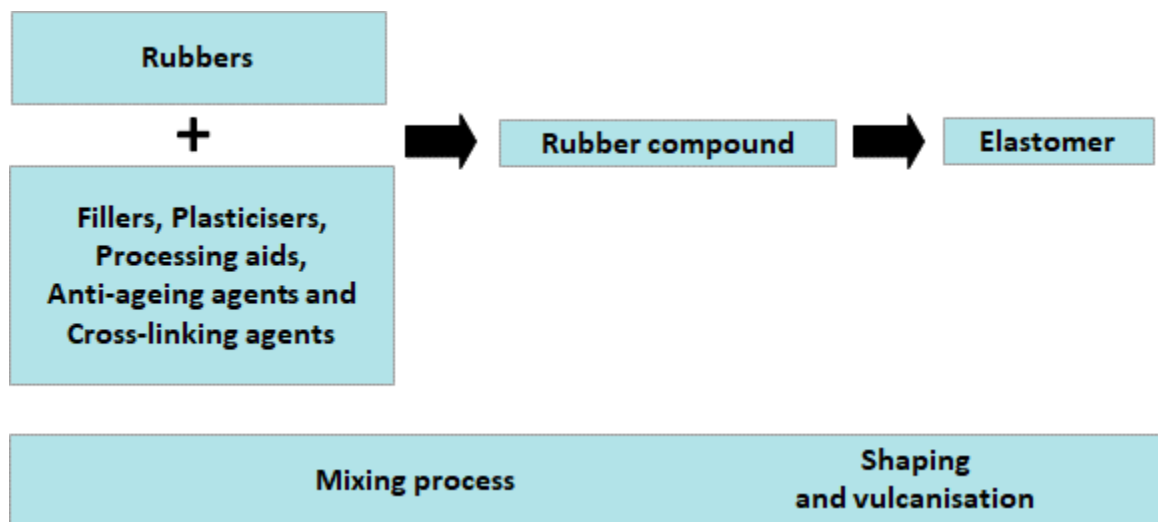 Rubbers
+
Fillers, Plasticisers,
Processing aids,
Anti-ageing agents and
Cross-linking agents
Rubber compound
Elastomer
Mixing process
Shaping
and vulcanisation